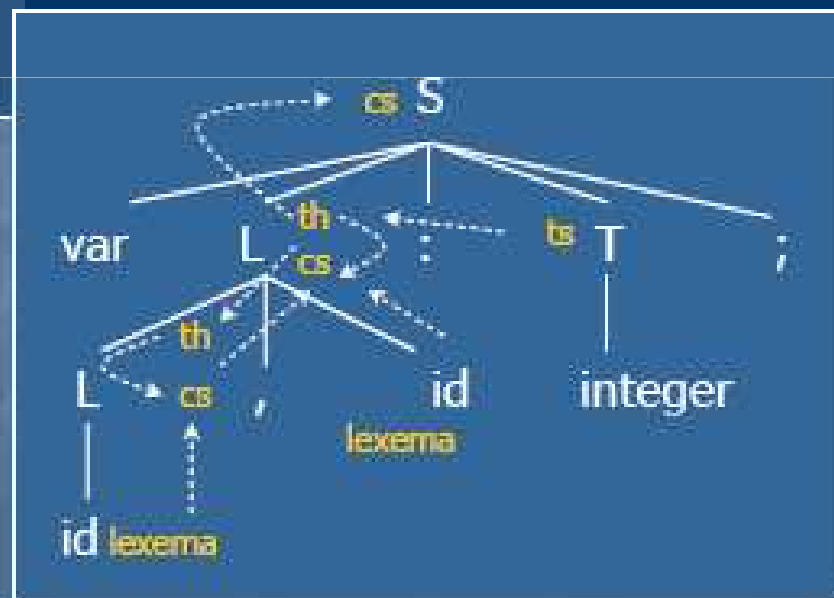 cs S
th
var L : ts T ;
cs
th
L cs , id integer
lexema
id lexema